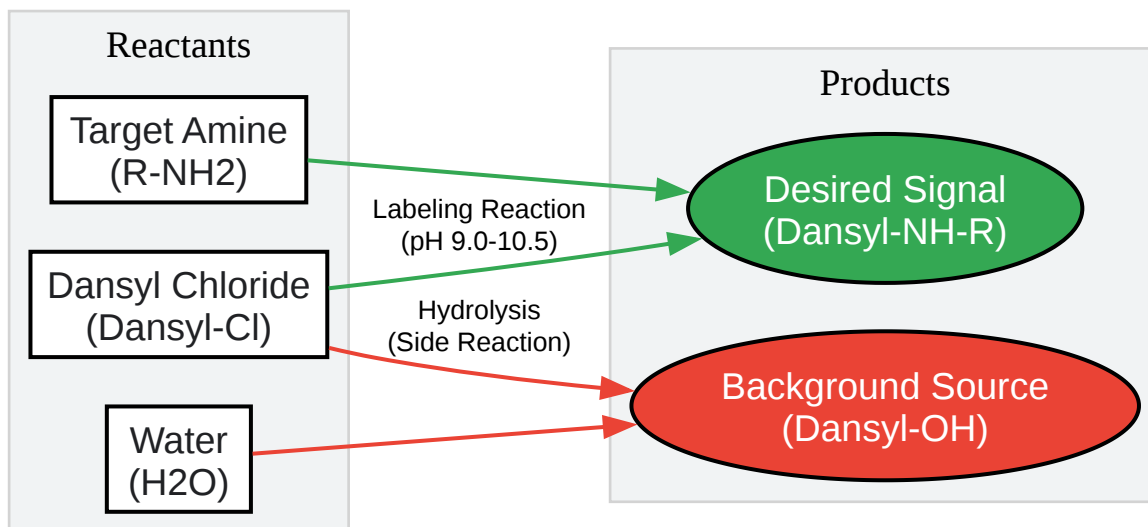 Reactants
Target Amine
(R-NH2)
Dansyl Chloride
(Dansyl-Cl)
Water
(H2O)
Labeling Reaction
(pH 9.0-10.5)
Hydrolysis
(Side Reaction)
Products
Desired Signal
(Dansyl-NH-R)
Background Source
(Dansyl-OH)